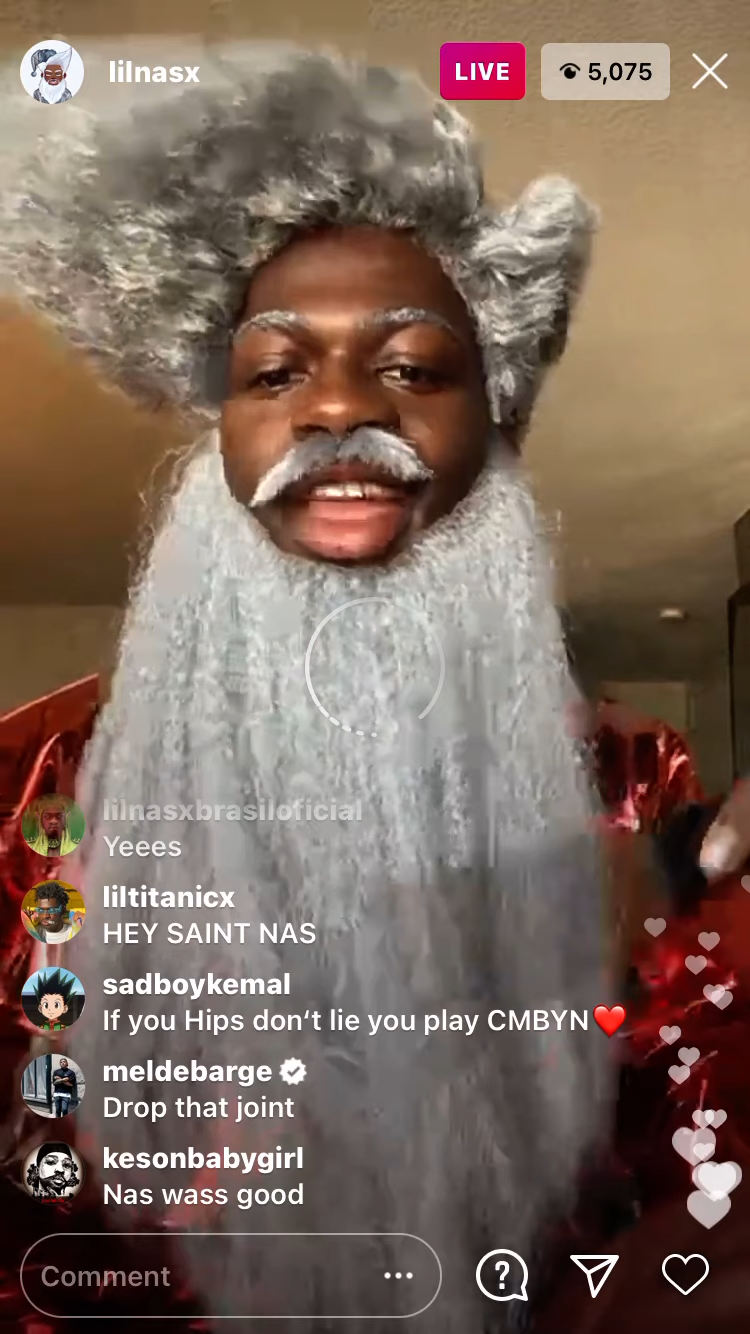 lilnasx
LIVE
5,075
lilnasxbrasiloficial
Yeees
liltitanicx
HEY SAINT NAS
sadboykemal
If you Hips don‘t lie you play CMBYN❤️
meldebarge
Drop that joint
kesonbabygirl
Nas wass good
Comment